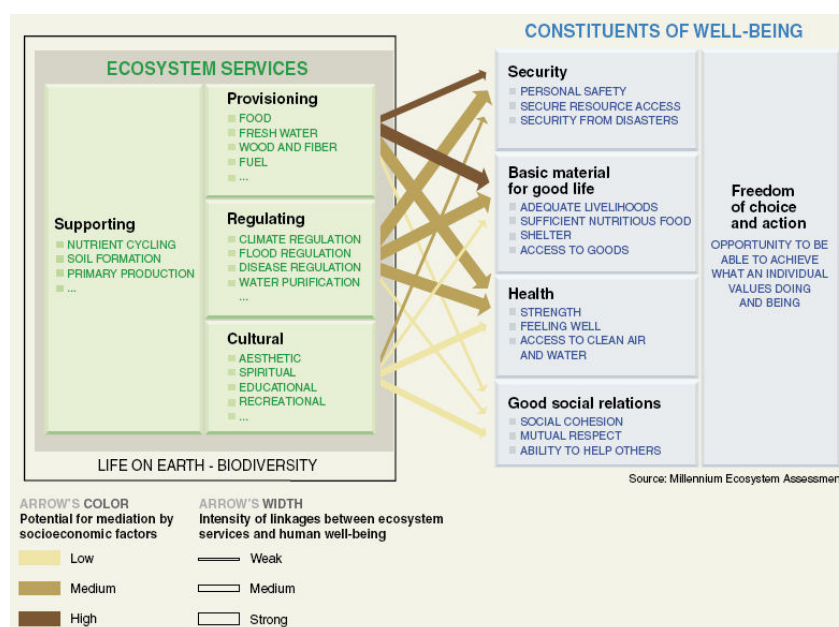 CONSTITUENTS OF WELL-BEING
ECOSYSTEM SERVICES
Supporting
NUTRIENT CYCLING
SOIL FORMATION
PRIMARY PRODUCTION
...
Provisioning
FOOD
FRESH WATER
WOOD AND FIBER
FUEL
...
Regulating
CLIMATE REGULATION
FLOOD REGULATION
DISEASE REGULATION
WATER PURIFICATION
...
Cultural
AESTHETIC
SPIRITUAL
EDUCATIONAL
RECREATIONAL
...
LIFE ON EARTH - BIODIVERSITY
Security
PERSONAL SAFETY
SECURE RESOURCE ACCESS
SECURITY FROM DISASTERS
Basic material
for good life
ADEQUATE LIVELIHOODS
SUFFICIENT NUTRITIOUS FOOD
SHELTER
ACCESS TO GOODS
Health
STRENGTH
FEELING WELL
ACCESS TO CLEAN AIR
AND WATER
Good social relations
SOCIAL COHESION
MUTUAL RESPECT
ABILITY TO HELP OTHERS
Freedom
of choice
and action
OPPORTUNITY TO BE
ABLE TO ACHIEVE
WHAT AN INDIVIDUAL
VALUES DOING
AND BEING
Source: Millennium Ecosystem Assessment
ARROW'S COLOR
Potential for mediation by
socioeconomic factors
Low
Medium
High
ARROW'S WIDTH
Intensity of linkages between ecosystem
services and human well-being
Weak
Medium
Strong